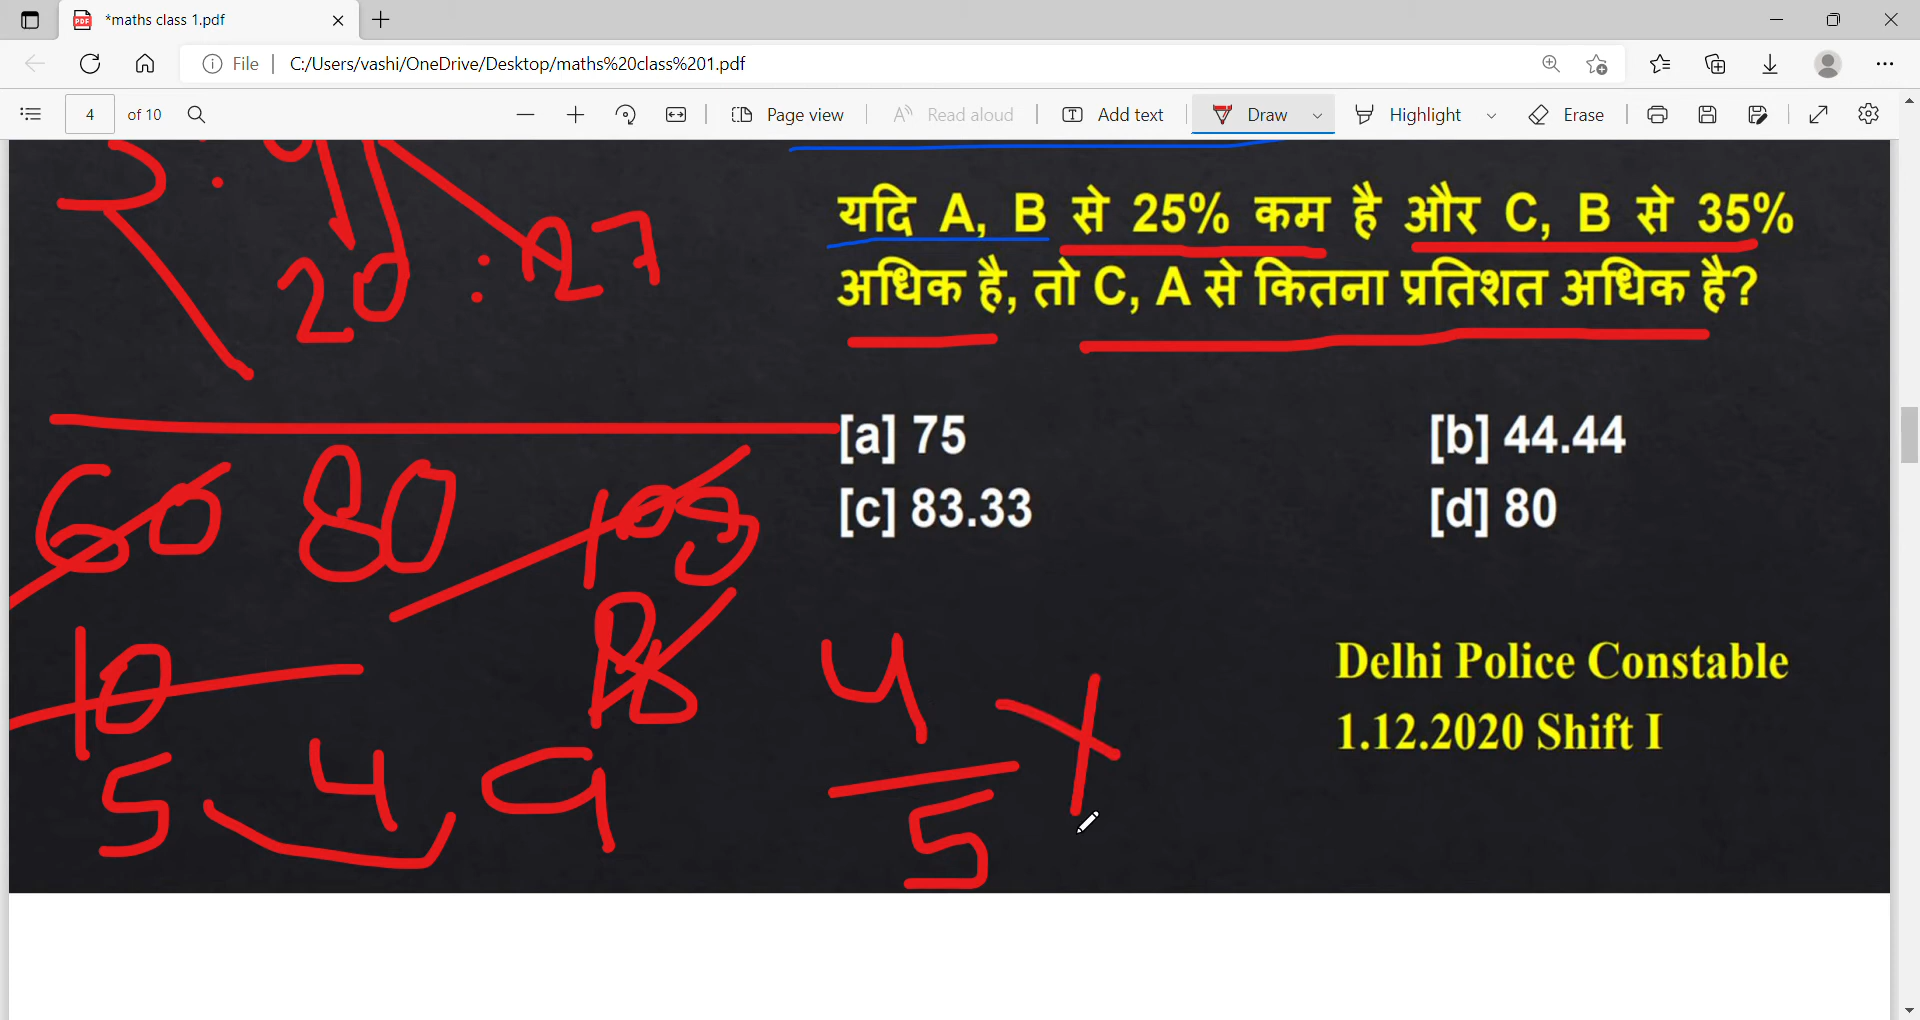 *maths class 1.pdf
File
C:/Users/vashi/OneDrive/Desktop/maths%20class%201.pdf
4 of 10
Page view
Read aloud
Add text
Draw
Highlight
Erase
यदि A, B से 25% कम है और C, B से 35%
अधिक है, तो C, A से कितना प्रतिशत अधिक है?
20 : 27
[a] 75
[b] 44.44
[c] 83.33
[d] 80
60 80 108
10 18
5 4 9
4
5
Delhi Police Constable
1.12.2020 Shift I